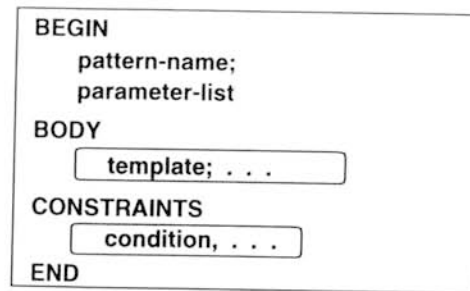 BEGIN
pattern-name;
parameter-list
BODY
template; . . .
CONSTRAINTS
condition, . . .
END